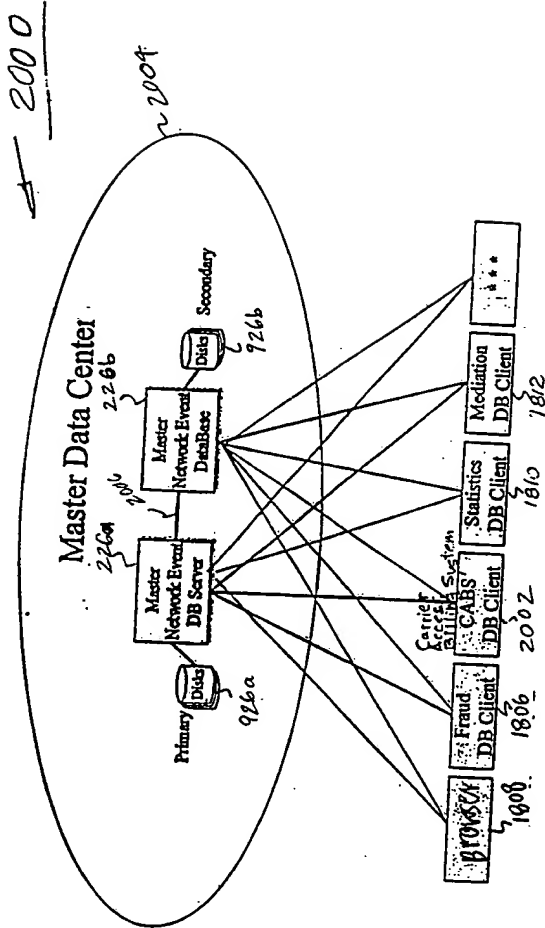 2000
2004
Master Data Center
226a
226b
Master
Network Event
DB Server
2006
Master
Network Event
DataBase
Primary
Disks
926a
Disks
Secondary
926b
Browser
1808
Fraud
DB Client
1806
Carrier
Access
Billing System
CABS
DB Client
2002
Statistics
DB Client
1810
Mediation
DB Client
1812
***